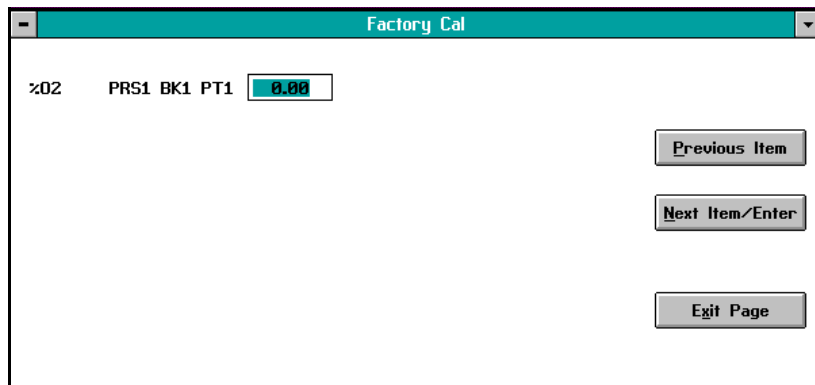 Factory Cal
%O2 PRS1 BK1 PT1 0.00
Previous Item
Next Item/Enter
Exit Page